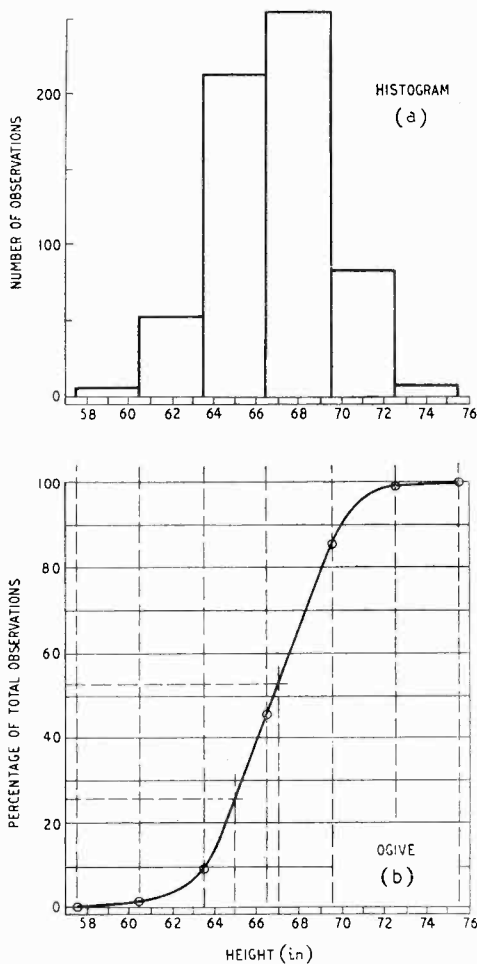 200
100
0
NUMBER OF OBSERVATIONS
HISTOGRAM
(a)
58 60 62 64 66 68 70 72 74 76
100
80
60
40
20
0
PERCENTAGE OF TOTAL OBSERVATIONS
OGIVE
(b)
58 60 62 64 66 68 70 72 74 76
HEIGHT (in)